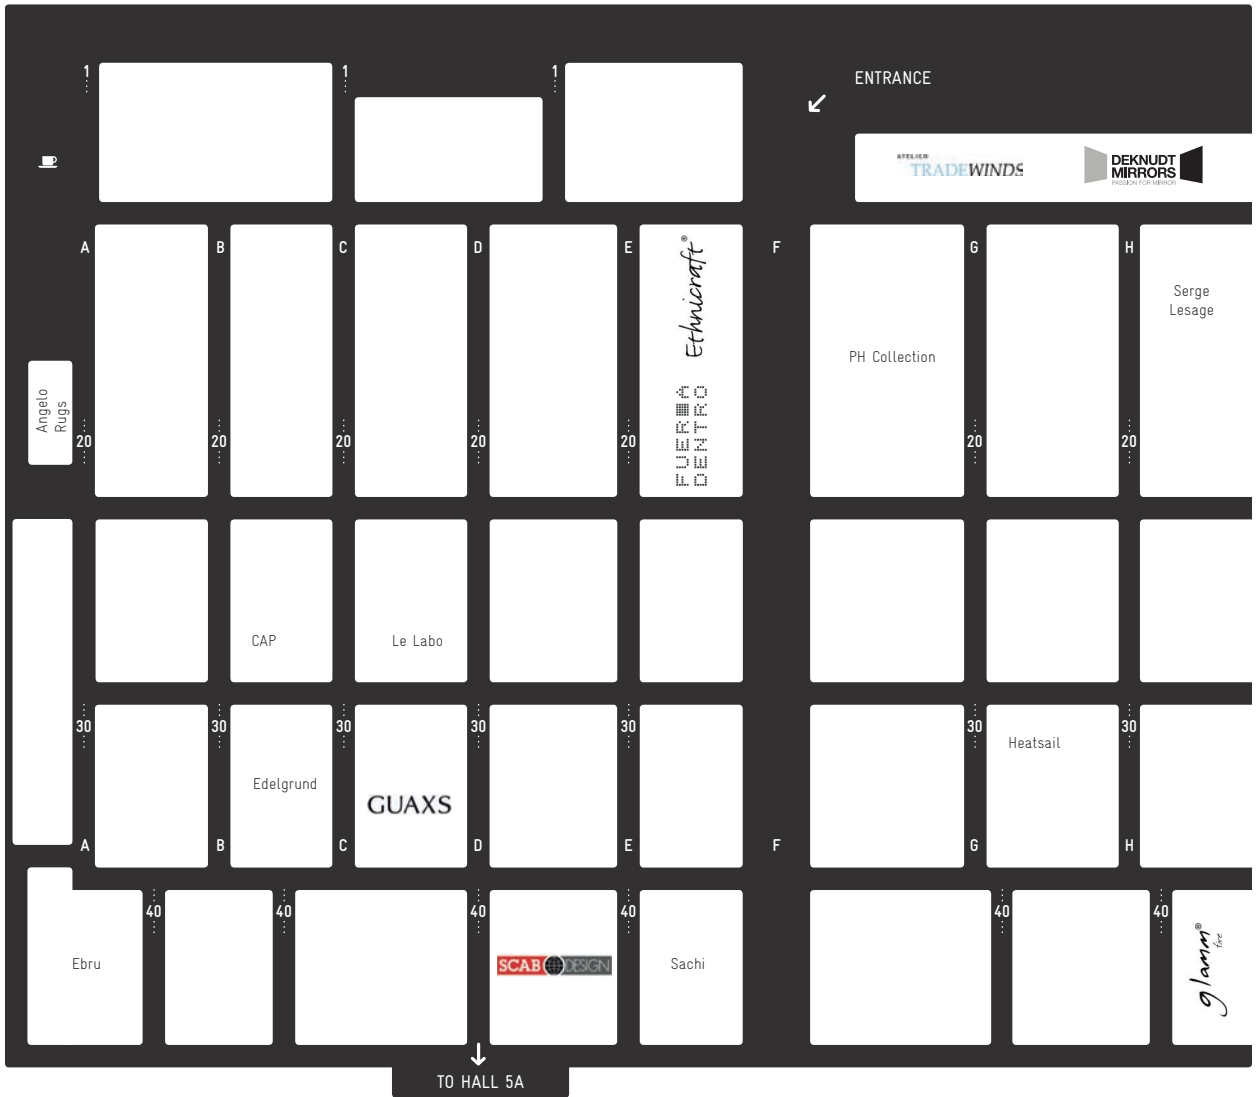 1
1
1
ENTRANCE
ATELIER
TRADEWINDS
DEKNUDT
MIRRORS
PASSION FOR MIRROR
A
B
C
D
E
F
G
H
Ethnicraft®
Serge
Lesage
PH Collection
Angelo
Rugs
FUERA
DENTRO
20
20
20
20
20
20
20
CAP
Le Labo
30
30
30
30
30
30
30
Heatsail
Edelgrund
GUAXS
A
B
C
D
E
F
G
H
40
40
40
40
40
40
Ebru
SCAB DESIGN
Sachi
glamm®
fire
TO HALL 5A